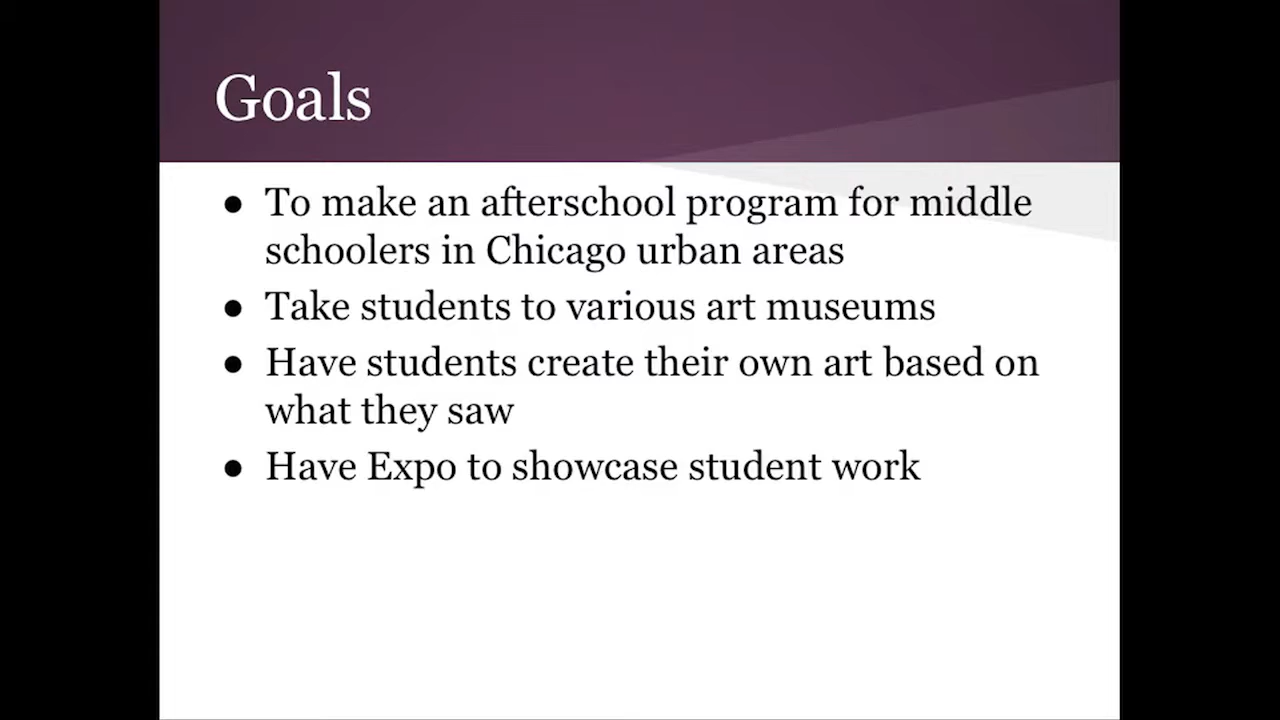 Goals
● To make an afterschool program for middle
schoolers in Chicago urban areas
● Take students to various art museums
● Have students create their own art based on
what they saw
● Have Expo to showcase student work